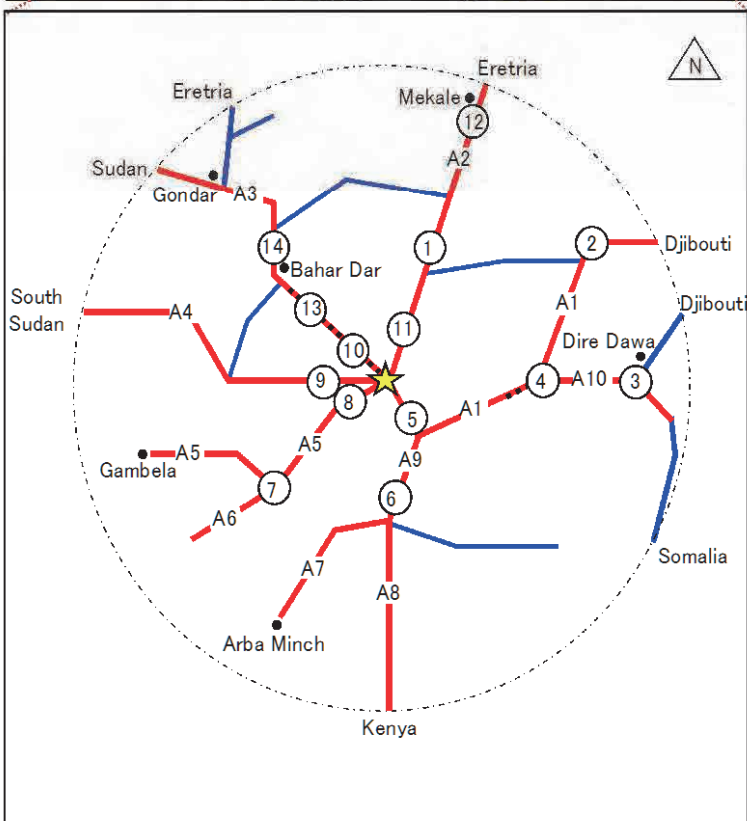 Eretria
N
Eretria
Mekale
12
Sudan
A2
Gondar
A3
14
1
2
Djibouti
Bahar Dar
South
Sudan
A4
13
A1
Djibouti
11
Dire Dawa
10
9
8
4
A10
3
5
A1
A5
A9
Gambela
A5
7
6
A6
Somalia
A7
A8
Arba Minch
Kenya